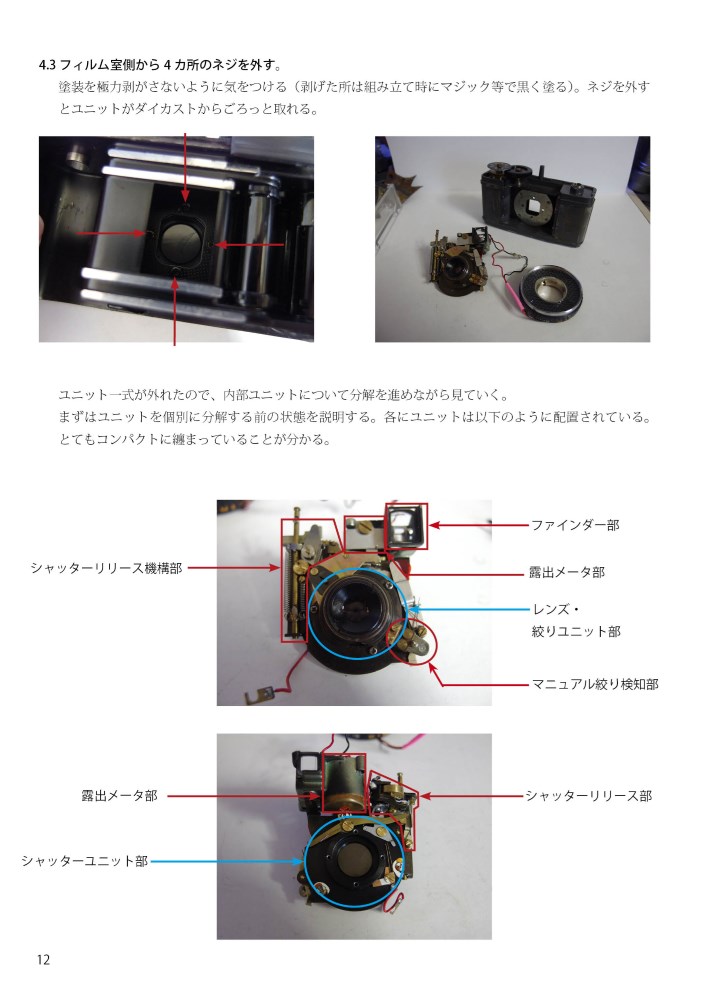 4.3 フィルム室側から 4 カ所のネジを外す。
塗装を極力剥がさないように気をつける（剥げた所は組み立て時にマジック等で黒く塗る）。ネジを外す
とユニットがダイカストからごろっと取れる。
ユニット一式が外れたので、内部ユニットについて分解を進めながら見ていく。
まずはユニットを個別に分解する前の状態を説明する。各にユニットは以下のように配置されている。
とてもコンパクトに纏まっていることが分かる。
ファインダー部
シャッターリリース機構部
露出メータ部
レンズ・
絞りユニット部
マニュアル絞り検知部
露出メータ部
シャッターリリース部
シャッターユニット部
12